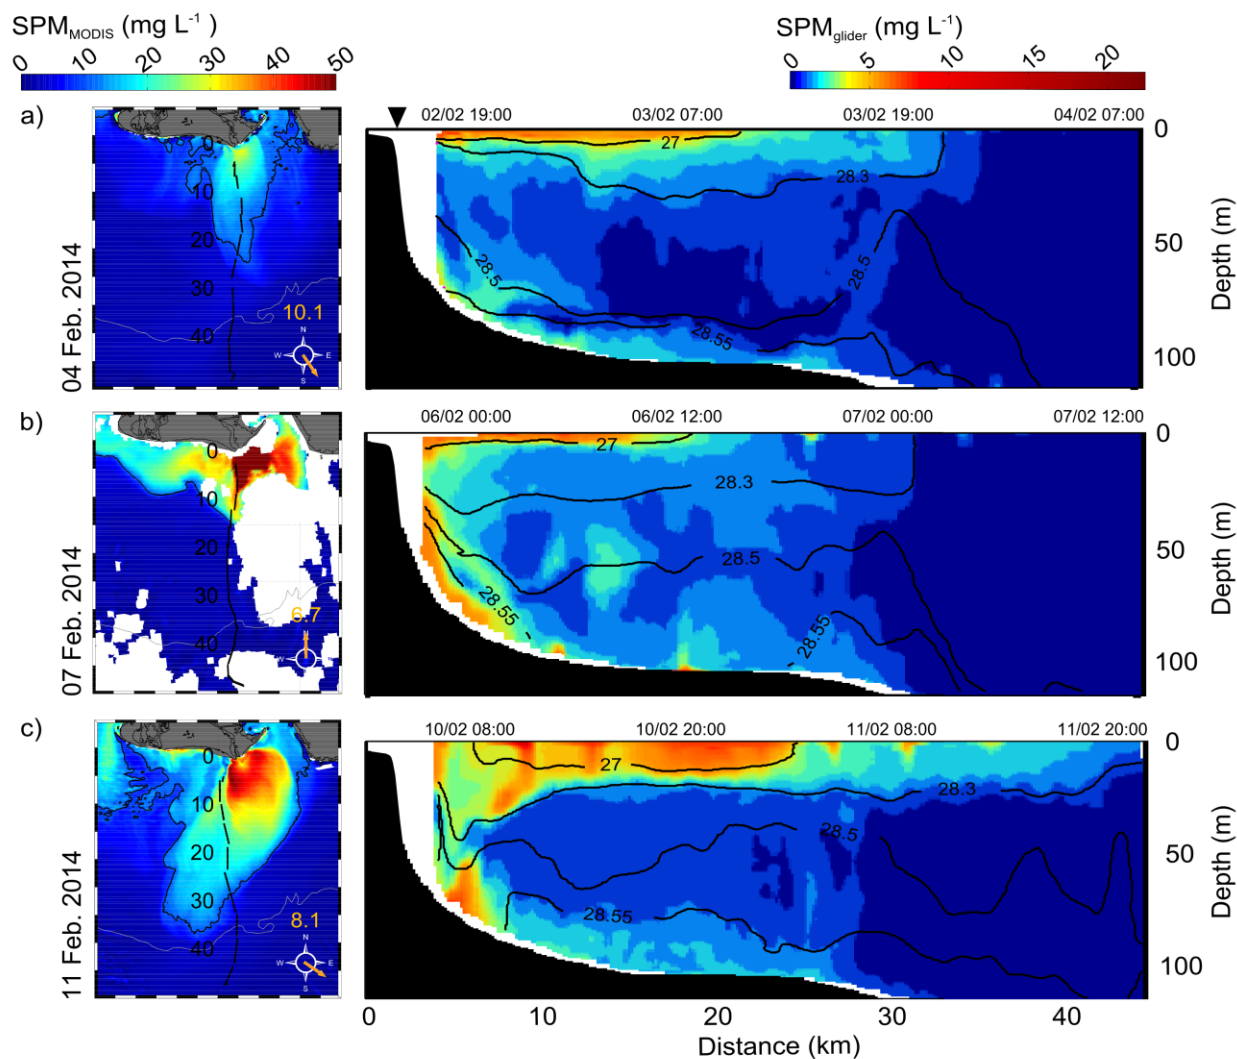 SPM_MODIS (mg L⁻¹)
0 10 20 30 40 50
SPM_glider (mg L⁻¹)
0 5 10 15 20
a)
04 Feb. 2014
0
10
20
30
40
10.1
N
W E
S
02/02 19:00 03/02 07:00 03/02 19:00 04/02 07:00
27
28.3
28.5
28.5
28.55
0
50
100
Depth (m)
b)
07 Feb. 2014
0
10
20
30
40
6.7
N
W
06/02 00:00 06/02 12:00 07/02 00:00 07/02 12:00
27
28.3
28.5
28.55
28.55
0
50
100
Depth (m)
c)
11 Feb. 2014
0
10
20
30
40
8.1
N
W E
S
10/02 08:00 10/02 20:00 11/02 08:00 11/02 20:00
27
28.3
28.5
28.55
0
50
100
Depth (m)
0 10 20 30 40
Distance (km)